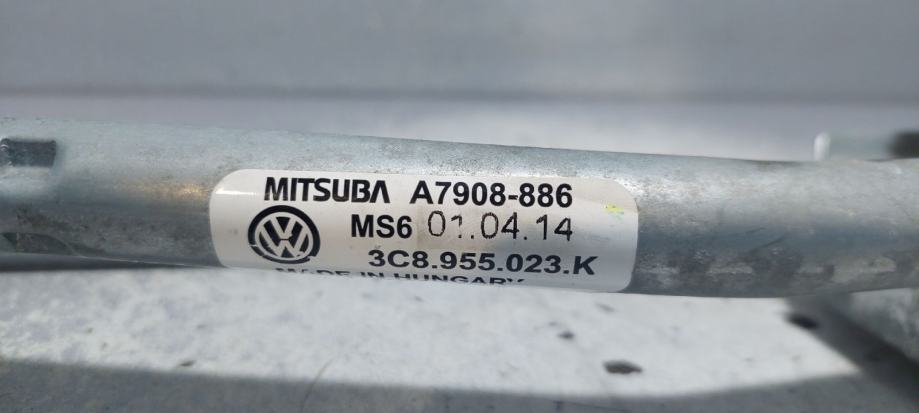 MITSUBA A7908-886
MS6 01.04.14
3C8.955.023.K
MADE IN HUNGARY